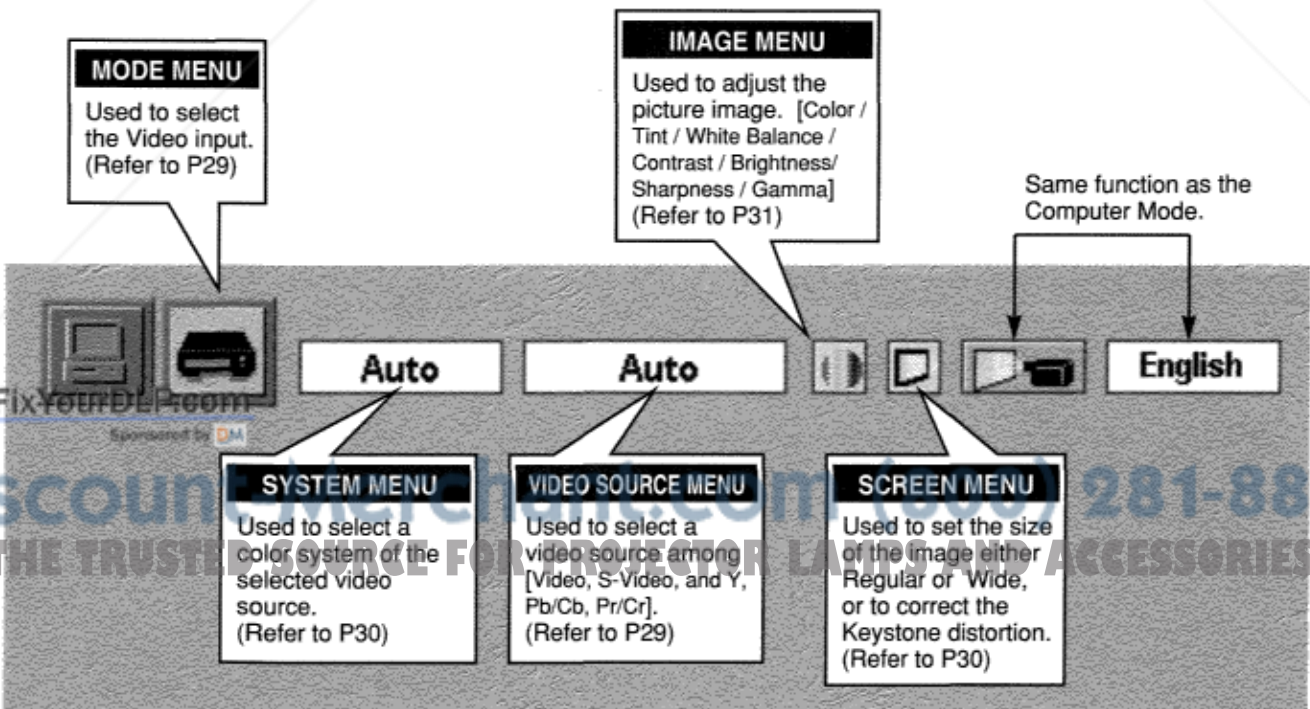 MODE MENU
Used to select
the Video input.
(Refer to P29)
IMAGE MENU
Used to adjust the
picture image. [Color /
Tint / White Balance /
Contrast / Brightness/
Sharpness / Gamma]
(Refer to P31)
Same function as the
Computer Mode.
Auto
Auto
English
FixYourDLP.com
Sponsored by DM
SYSTEM MENU
Used to select a
color system of the
selected video
source.
(Refer to P30)
VIDEO SOURCE MENU
Used to select a
video source among
[Video, S-Video, and Y,
Pb/Cb, Pr/Cr].
(Refer to P29)
SCREEN MENU
Used to set the size
of the image either
Regular or Wide,
or to correct the
Keystone distortion.
(Refer to P30)
scount-Merchant.com (800) 281-88
THE TRUSTED SOURCE FOR PROJECTOR LAMPS AND ACCESSORIES